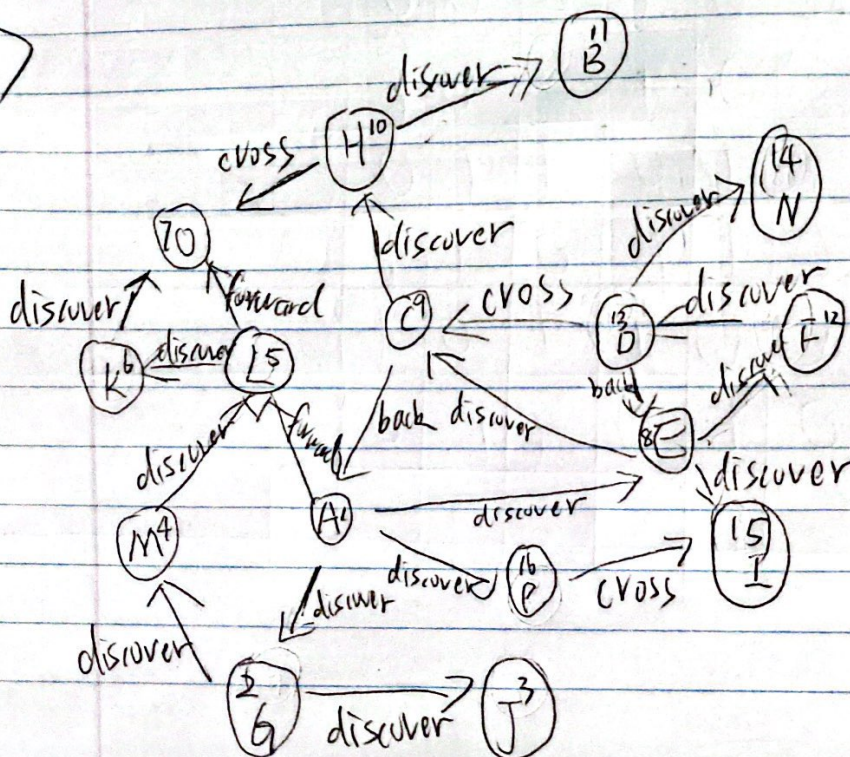 11
B
discover
H 10
cross
14
N
discover
7 O
discover
discover
forward
C 9
cross
13
D
discover
F 12
discover
K 6
discover
L 5
back
discover
back
discover
8 E
discover
discover
forward
A 1
discover
15
I
M 4
discover
16
P
cross
discover
discover
2
G
discover
J 3